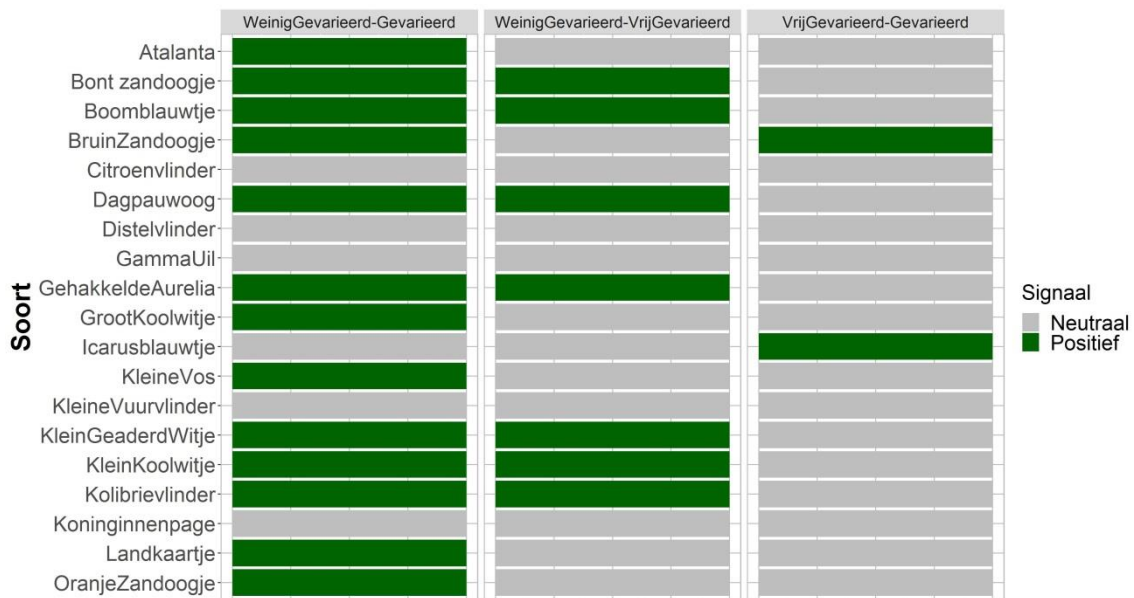 WeinigGevarieerd-Gevarieerd
WeinigGevarieerd-VrijGevarieerd
VrijGevarieerd-Gevarieerd
Atalanta
Bont zandoogje
Boomblauwtje
BruinZandoogje
Citroenvlinder
Dagpauwoog
Distelvlinder
GammaUil
GehakkeldeAurelia
GrootKoolwitje
Icarusblauwtje
KleineVos
KleineVuurvlinder
KleinGeaderdWitje
KleinKoolwitje
Kolibrievlinder
Koninginnenpage
Landkaartje
OranjeZandoogje
Soort
Signaal
Neutraal
Positief